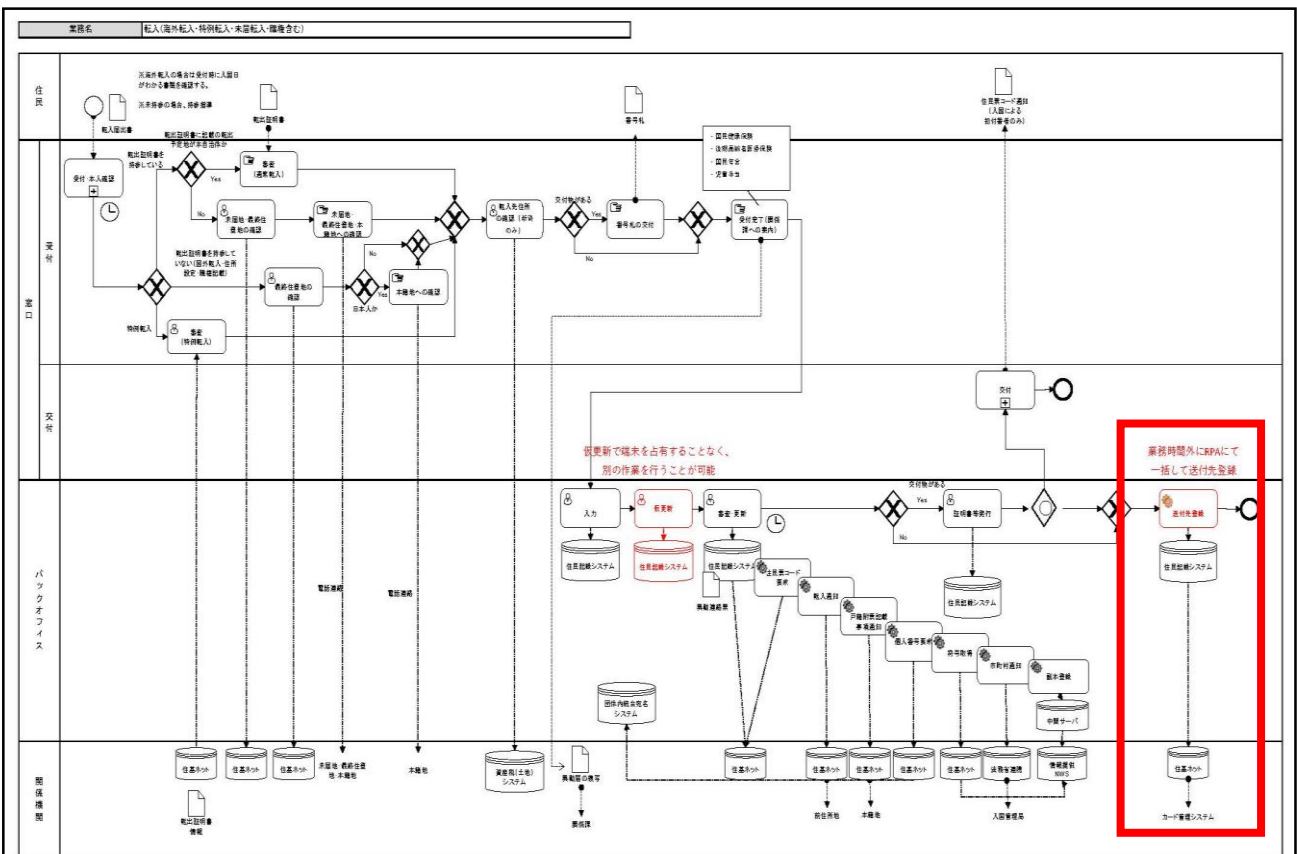 業務名
転入(海外転入・特例転入・未届転入・職権含む)
住民
※海外転入の場合は受付時に入国日
がわかる書類を確認する。
※未持参の場合、持参指導
転入届出書
転出証明書
番号札
住民票コード通知
(入国による
初付番者のみ)
窓口
受付
受付・本人確認
転出証明書を
持参している
転出証明書に記載の転出
予定地が本自治体か
Yes
審査
(通常転入)
No
未届地・最終住
登地の確認
未届地・
最終住登地・本
籍地への確認
転出証明書を持参して
いない(国外転入・住所
設定・職権記載)
最終住登地の
確認
日本人か
No
Yes
本籍地への確認
特例転入
審査
(特例転入)
転入先住所
の確認(新築
のみ)
交付物がある
Yes
番号札の交付
No
・国民健康保険
・後期高齢者医療保険
・国民年金
・児童手当
受付完了(関係
課への案内)
交付
交付
仮更新で端末を占有することなく、
別の作業を行うことが可能
業務時間外にRPAにて
一括して送付先登録
バックオフィス
入力
仮更新
審査・更新
交付物がある
Yes
証明書等発行
No
送付先登録
住民記録システム
住民記録システム
住民記録システム
住民記録システム
住民記録システム
異動連絡票
住民票コード
要求
転入通知
戸籍附票記載
事項通知
個人番号要求
符号取得
市町村通知
副本登録
中間サーバ
電話連絡
電話連絡
団体内統合宛名
システム
関係機関
住基ネット
住基ネット
住基ネット
未届地・最終住登
地・本籍地
本籍地
資産税(土地)
システム
異動届の複写
関係課
住基ネット
住基ネット
住基ネット
住基ネット
住基ネット
法務省連携
情報提供
NWS
住基ネット
転出証明書
情報
前住所地
本籍地
入国管理局
カード管理システム